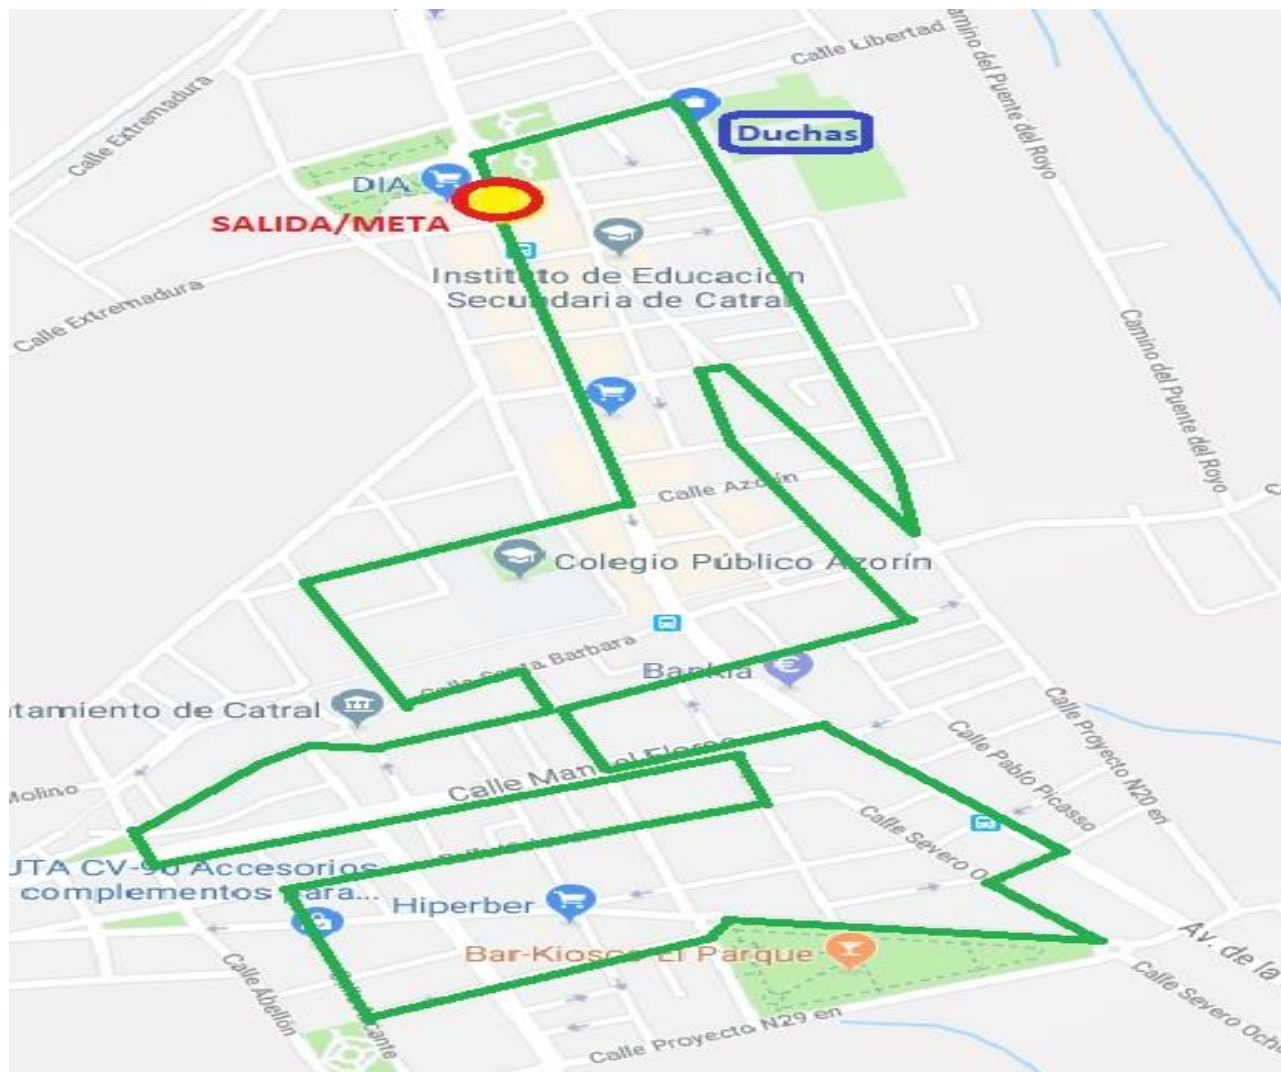 Calle Libertad
Camino del Puente del Royo
Calle Extremadura
Duchas
DIA
SALIDA/META
Instituto de Educación
Secundaria de Catral
Calle Extremadura
Camino del Puente del Royo
Calle Azorín
Colegio Público Azorín
Calle Santa Barbara
Bankia
tamiento de Catral
Calle Proyecto N20 en
Calle Pablo Picasso
Calle Manuel Flores
Molino
Calle Severo O
UTA CV-90 Accesorios
complementos para...
Hiperber
Bar-Kiosco El Parque
Av. de la
Calle Abellón
Calle Severo Ocho
Calle Proyecto N29 en